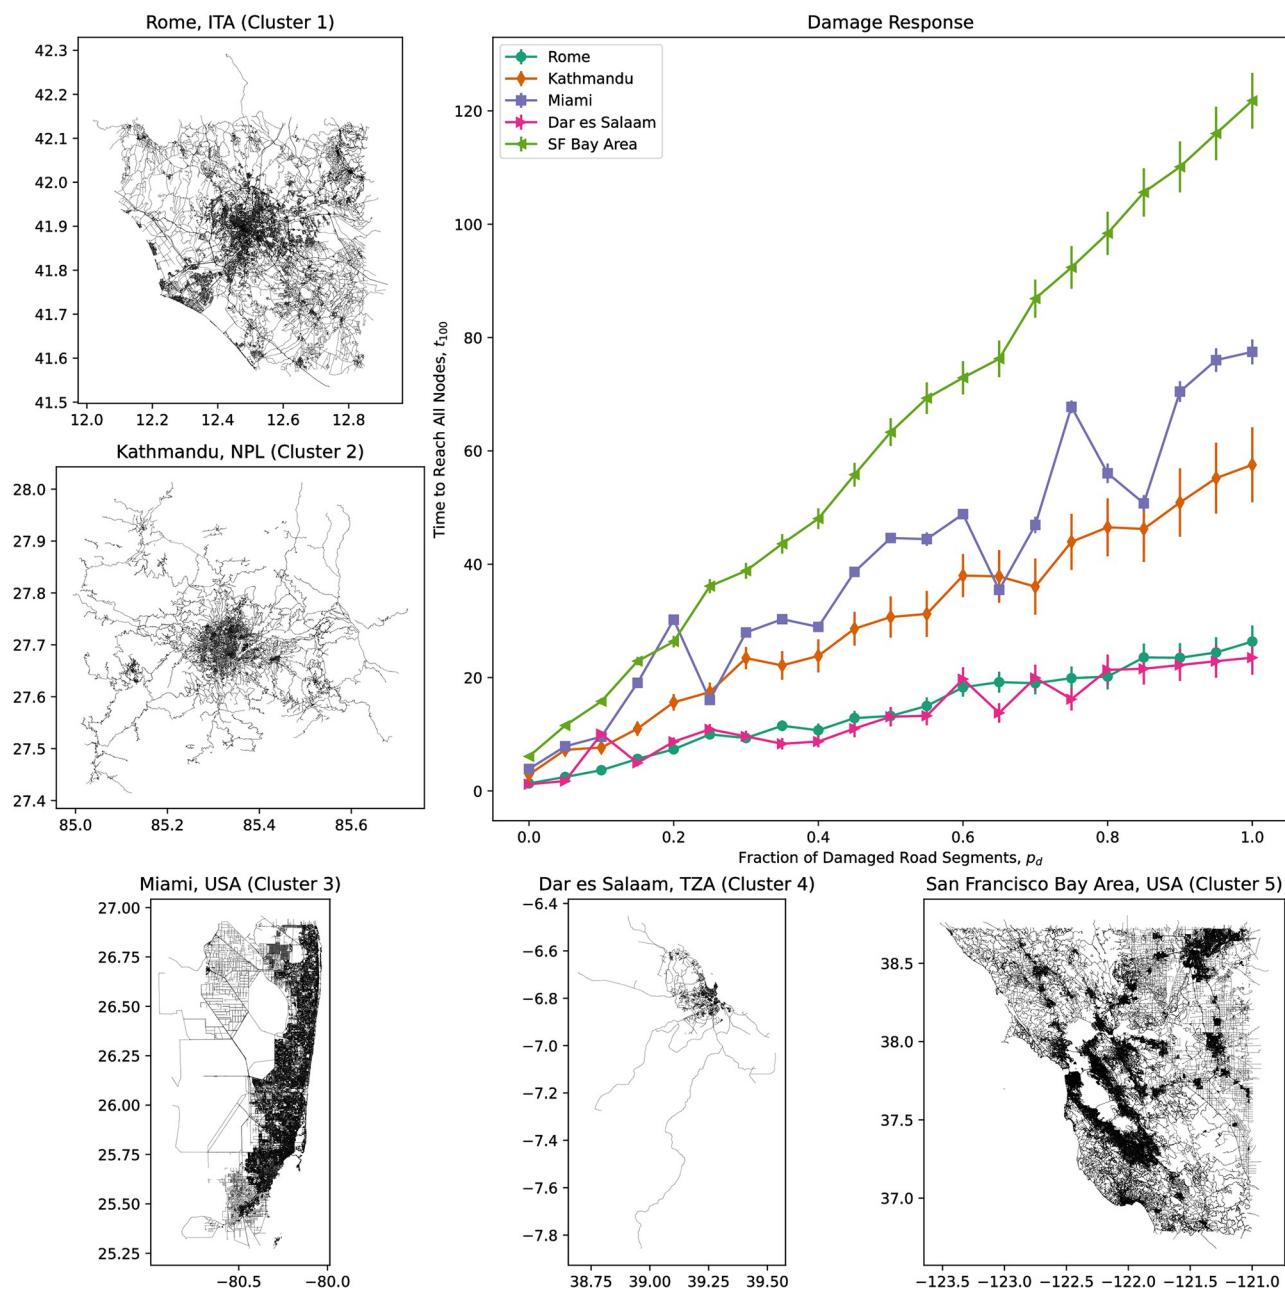 Rome, ITA (Cluster 1)
42.3
42.2
42.1
42.0
41.9
41.8
41.7
41.6
41.5
12.0 12.2 12.4 12.6 12.8
Damage Response
Rome
Kathmandu
Miami
Dar es Salaam
SF Bay Area
120
100
80
60
40
20
0
Time to Reach All Nodes, t₁₀₀
0.0 0.2 0.4 0.6 0.8 1.0
Fraction of Damaged Road Segments, p_d
Kathmandu, NPL (Cluster 2)
28.0
27.9
27.8
27.7
27.6
27.5
27.4
85.0 85.2 85.4 85.6
Miami, USA (Cluster 3)
27.00
26.75
26.50
26.25
26.00
25.75
25.50
25.25
−80.5 −80.0
Dar es Salaam, TZA (Cluster 4)
−6.4
−6.6
−6.8
−7.0
−7.2
−7.4
−7.6
−7.8
38.75 39.00 39.25 39.50
San Francisco Bay Area, USA (Cluster 5)
38.5
38.0
37.5
37.0
−123.5 −123.0 −122.5 −122.0 −121.5 −121.0